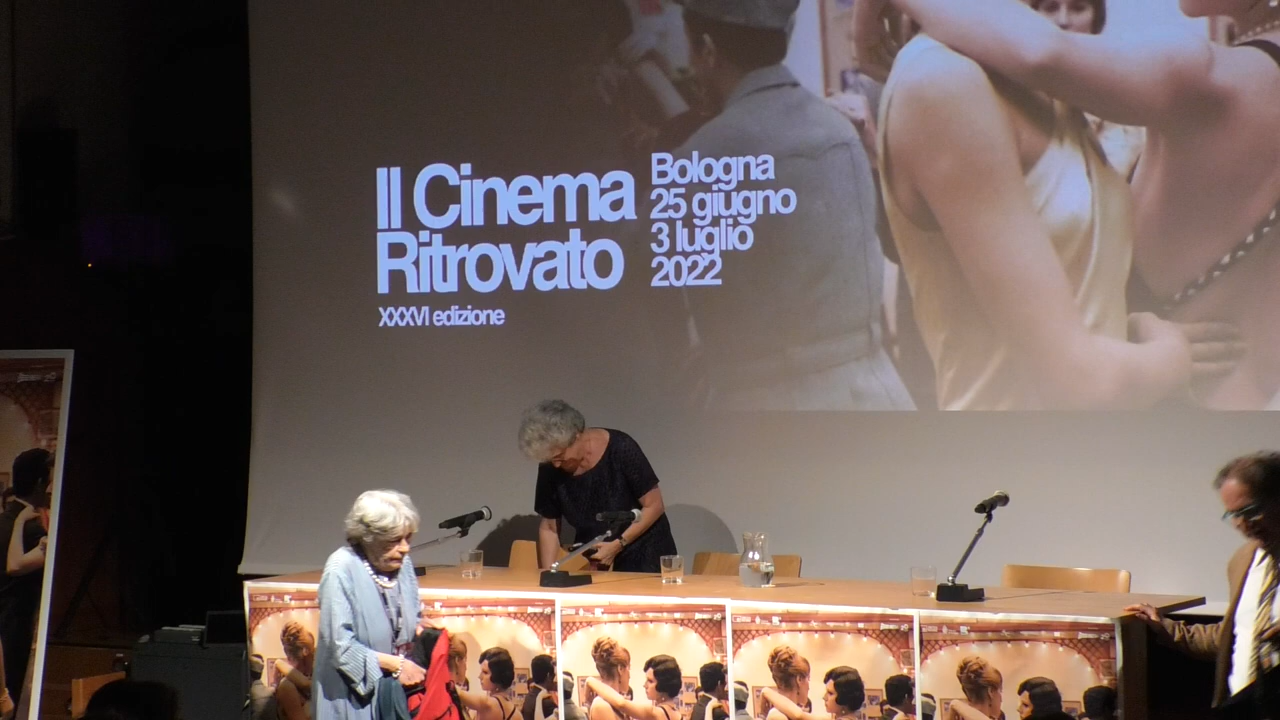 Il Cinema
Ritrovato
XXXVI edizione
Bologna
25 giugno
3 luglio
2022